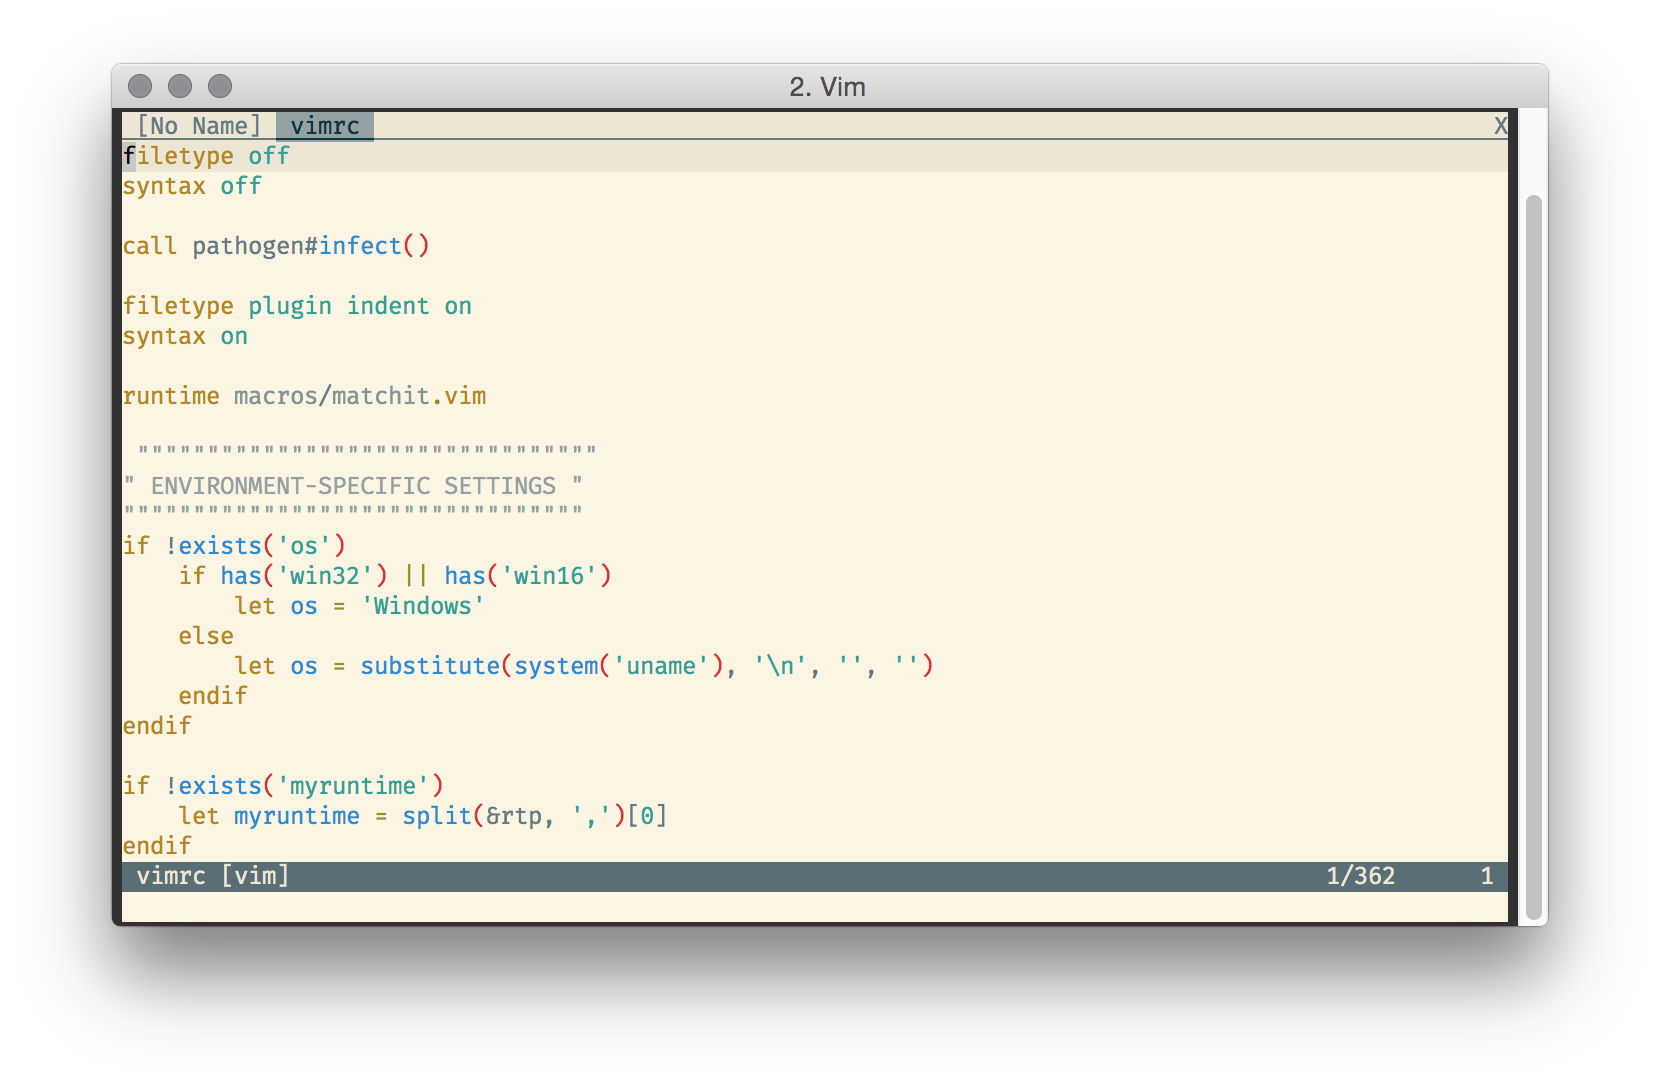 2. Vim
[No Name] vimrc X
filetype off
syntax off
call pathogen#infect()
filetype plugin indent on
syntax on
runtime macros/matchit.vim
"""""""""""""""""""""""""""""""""
" ENVIRONMENT-SPECIFIC SETTINGS "
"""""""""""""""""""""""""""""""""
if !exists('os')
    if has('win32') || has('win16')
        let os = 'Windows'
    else
        let os = substitute(system('uname'), '\n', '', '')
    endif
endif
if !exists('myruntime')
    let myruntime = split(&rtp, ',')[0]
endif
vimrc [vim] 1/362 1